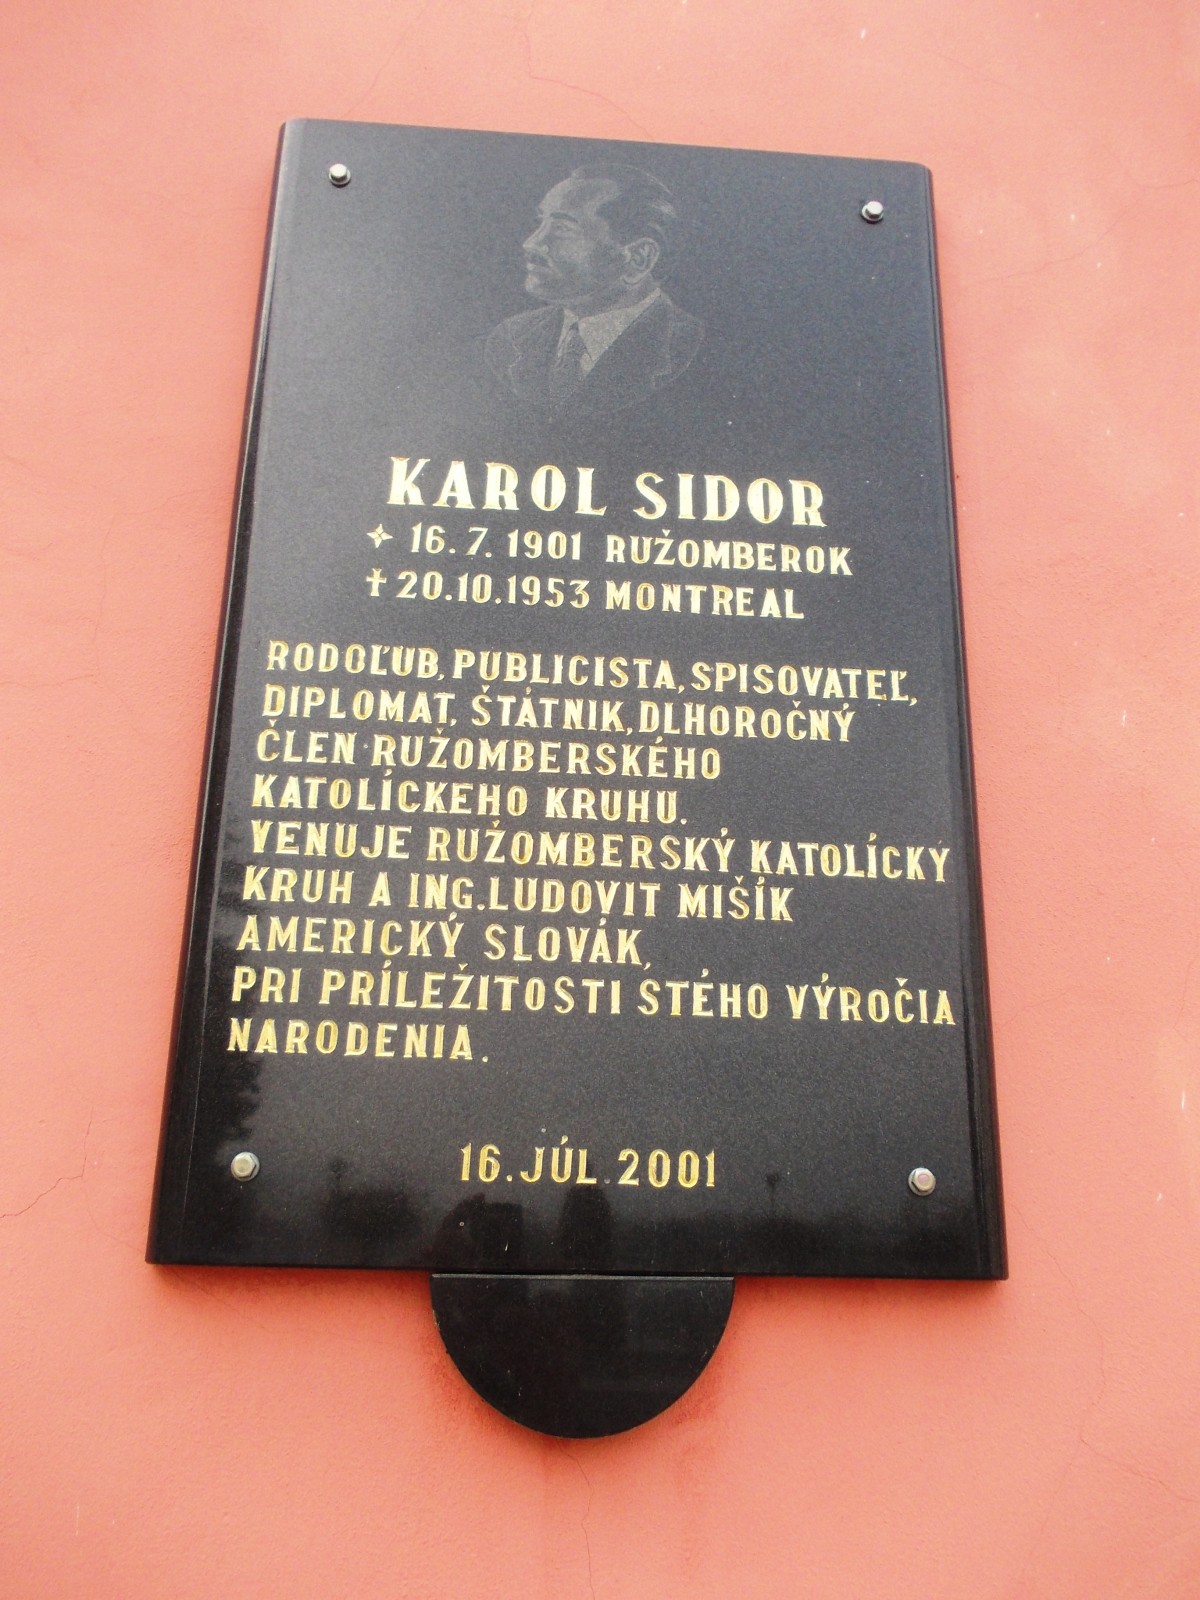 KAROL SIDOR
✧ 16.7.1901 RUŽOMBEROK
✝ 20.10.1953 MONTREAL
RODOĽUB, PUBLICISTA, SPISOVATEĽ,
DIPLOMAT, ŠTÁTNIK, DLHOROČNÝ
ČLEN RUŽOMBERSKÉHO
KATOLÍCKEHO KRUHU.
VENUJE RUŽOMBERSKÝ KATOLÍCKY
KRUH A ING.LUDOVIT MIŠÍK
AMERICKÝ SLOVÁK,
PRI PRÍLEŽITOSTI STÉHO VÝROČIA
NARODENIA.
16. JÚL 2001